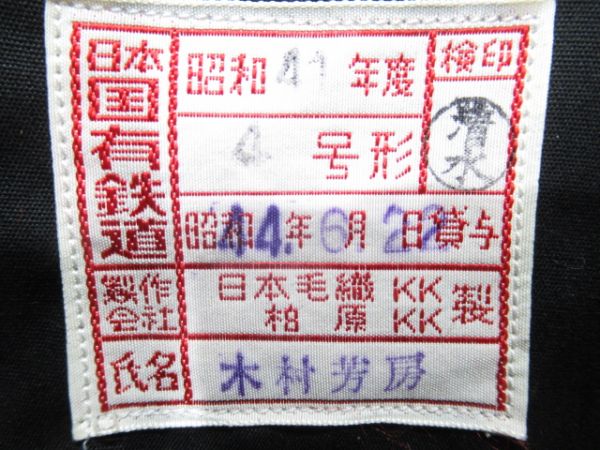 日本国有鉄道
昭和41年度
検印
4号形
清水
昭和44年6月22日貸与
製作会社
日本毛織KK
柏原KK
製
氏名
木村芳房